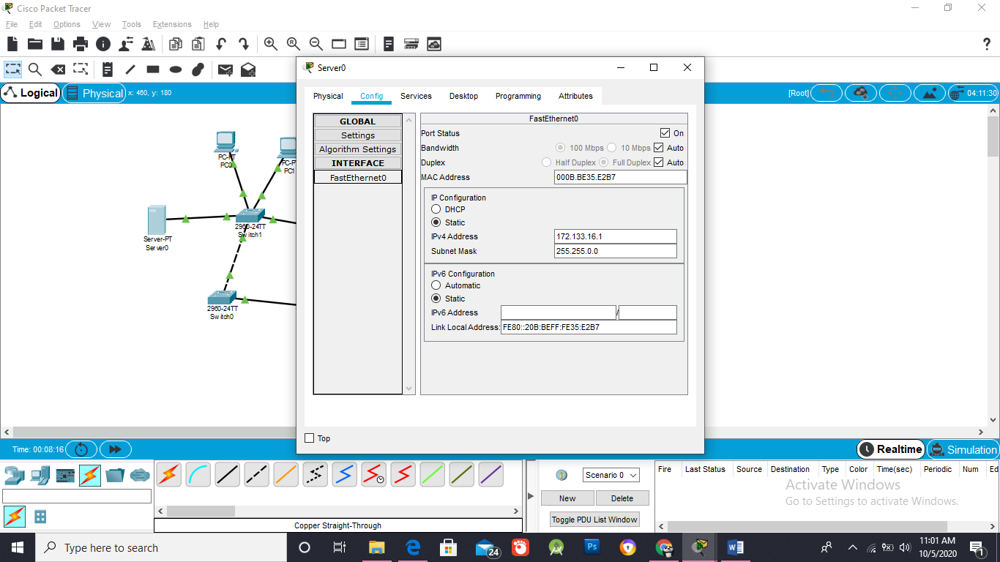 Cisco Packet Tracer
File Edit Options View Tools Extensions Help
Logical Physical x: 460, y: 180 [Root] 04:11:30
Server0
Physical Config Services Desktop Programming Attributes
GLOBAL
Settings
Algorithm Settings
INTERFACE
FastEthernet0
FastEthernet0
Port Status On
Bandwidth 100 Mbps 10 Mbps Auto
Duplex Half Duplex Full Duplex Auto
MAC Address 000B.BE35.E2B7
IP Configuration
DHCP
Static
IPv4 Address 172.133.16.1
Subnet Mask 255.255.0.0
IPv6 Configuration
Automatic
Static
IPv6 Address /
Link Local Address: FE80::20B:BEFF:FE35:E2B7
Top
PC-PT
PC0
PC-P
PC1
2960-24TT
Switch1
Server-PT
Server0
2960-24TT
Switch0
Time: 00:08:16 Realtime Simulation
Scenario 0
New Delete
Toggle PDU List Window
Fire Last Status Source Destination Type Color Time(sec) Periodic Num Ed
Activate Windows
Go to Settings to activate Windows.
Copper Straight-Through
Type here to search
24
Ps
W
11:01 AM
10/5/2020
1